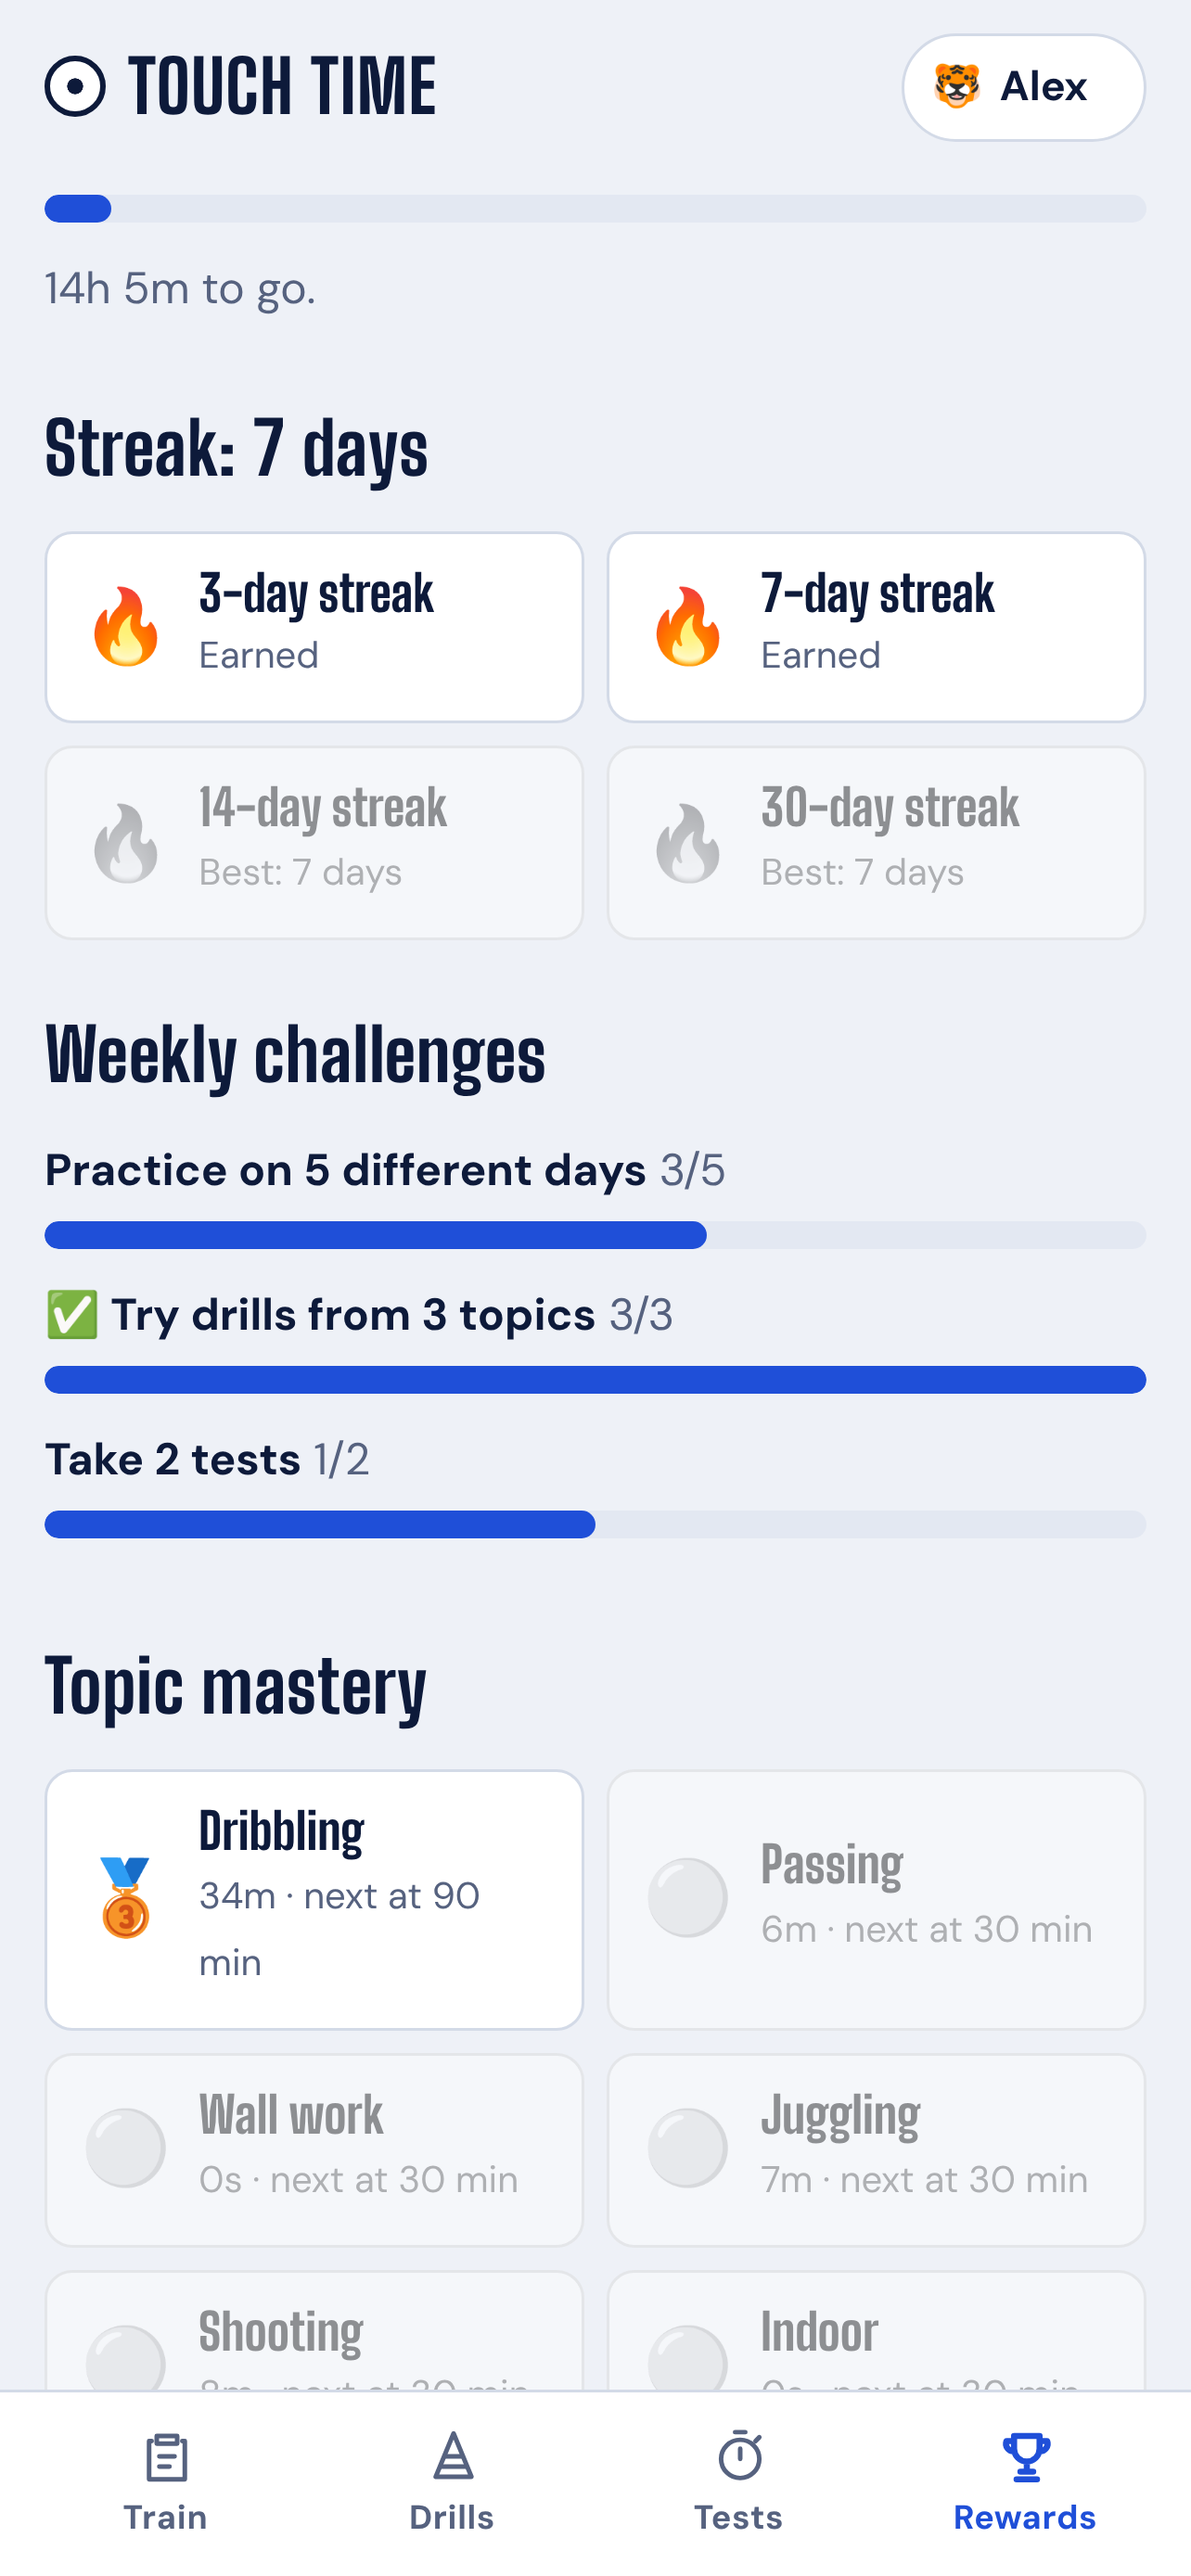 TOUCH TIME
🐯 Alex
14h 5m to go.
Streak: 7 days
3-day streak
Earned
7-day streak
Earned
14-day streak
Best: 7 days
30-day streak
Best: 7 days
Weekly challenges
Practice on 5 different days 3/5
✅ Try drills from 3 topics 3/3
Take 2 tests 1/2
Topic mastery
Dribbling
34m · next at 90
min
Passing
6m · next at 30 min
Wall work
0s · next at 30 min
Juggling
7m · next at 30 min
Shooting
Indoor
Train
Drills
Tests
Rewards